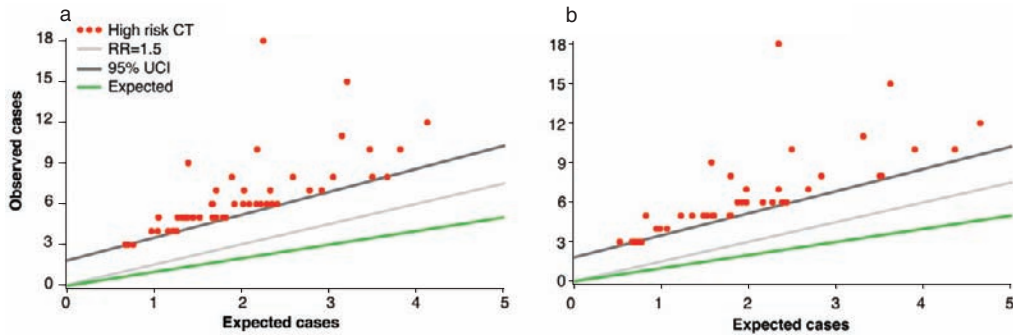 a
High risk CT
RR=1.5
95% UCI
Expected
Observed cases
18
15
12
9
6
3
0
0 1 2 3 4 5
Expected cases
b
18
15
12
9
6
3
0
0 1 2 3 4 5
Expected cases